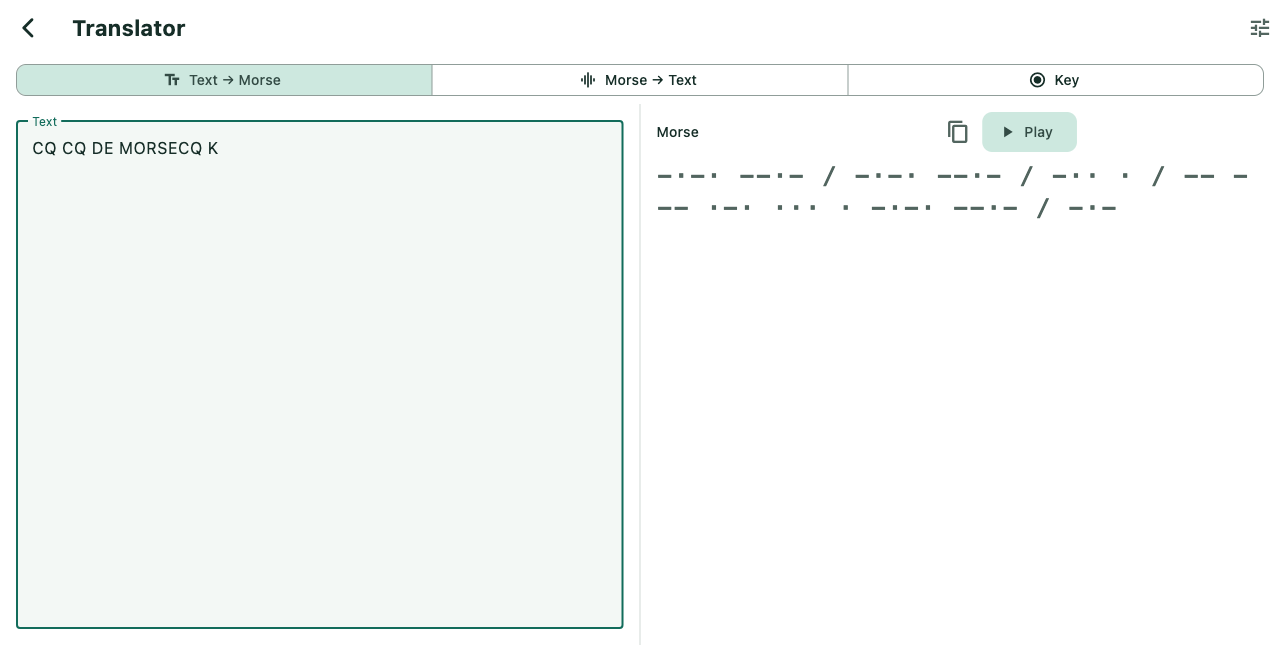 Translator
Text → Morse
Morse → Text
Key
Text
CQ CQ DE MORSECQ K
Morse
Play
−·−· −−·− / −·−· −−·− / −·· · / −− −
−− ·−· ··· · −·−· −−·− / −·−